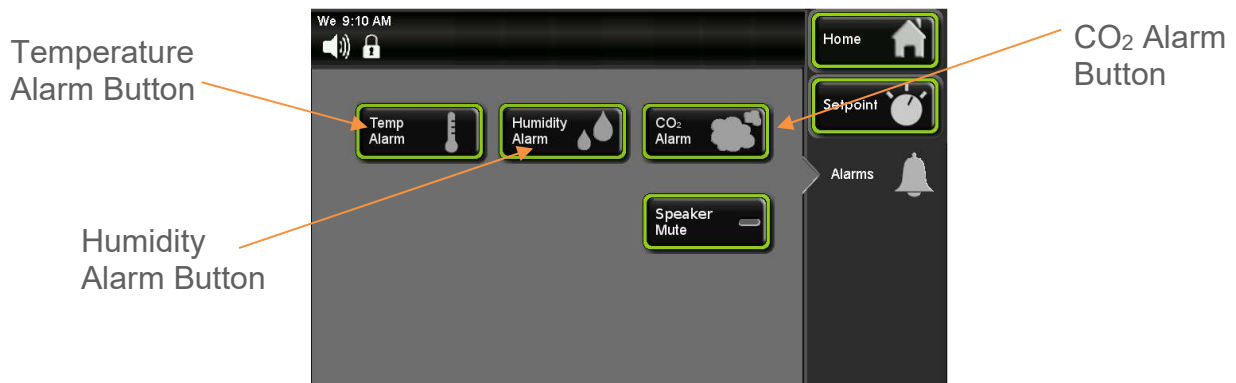 We 9:10 AM
Home
Temperature
Alarm Button
CO₂ Alarm
Button
Setpoint
Temp
Alarm
Humidity
Alarm
CO₂
Alarm
Alarms
Speaker
Mute
Humidity
Alarm Button